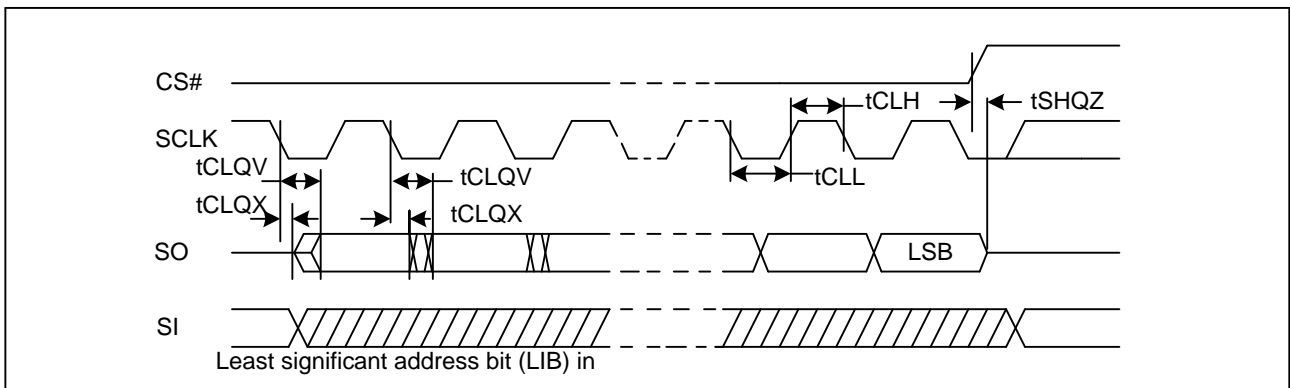 CS#
tCLH
tSHQZ
SCLK
tCLQV
tCLQV
tCLL
tCLQX
tCLQX
SO
LSB
SI
Least significant address bit (LIB) in